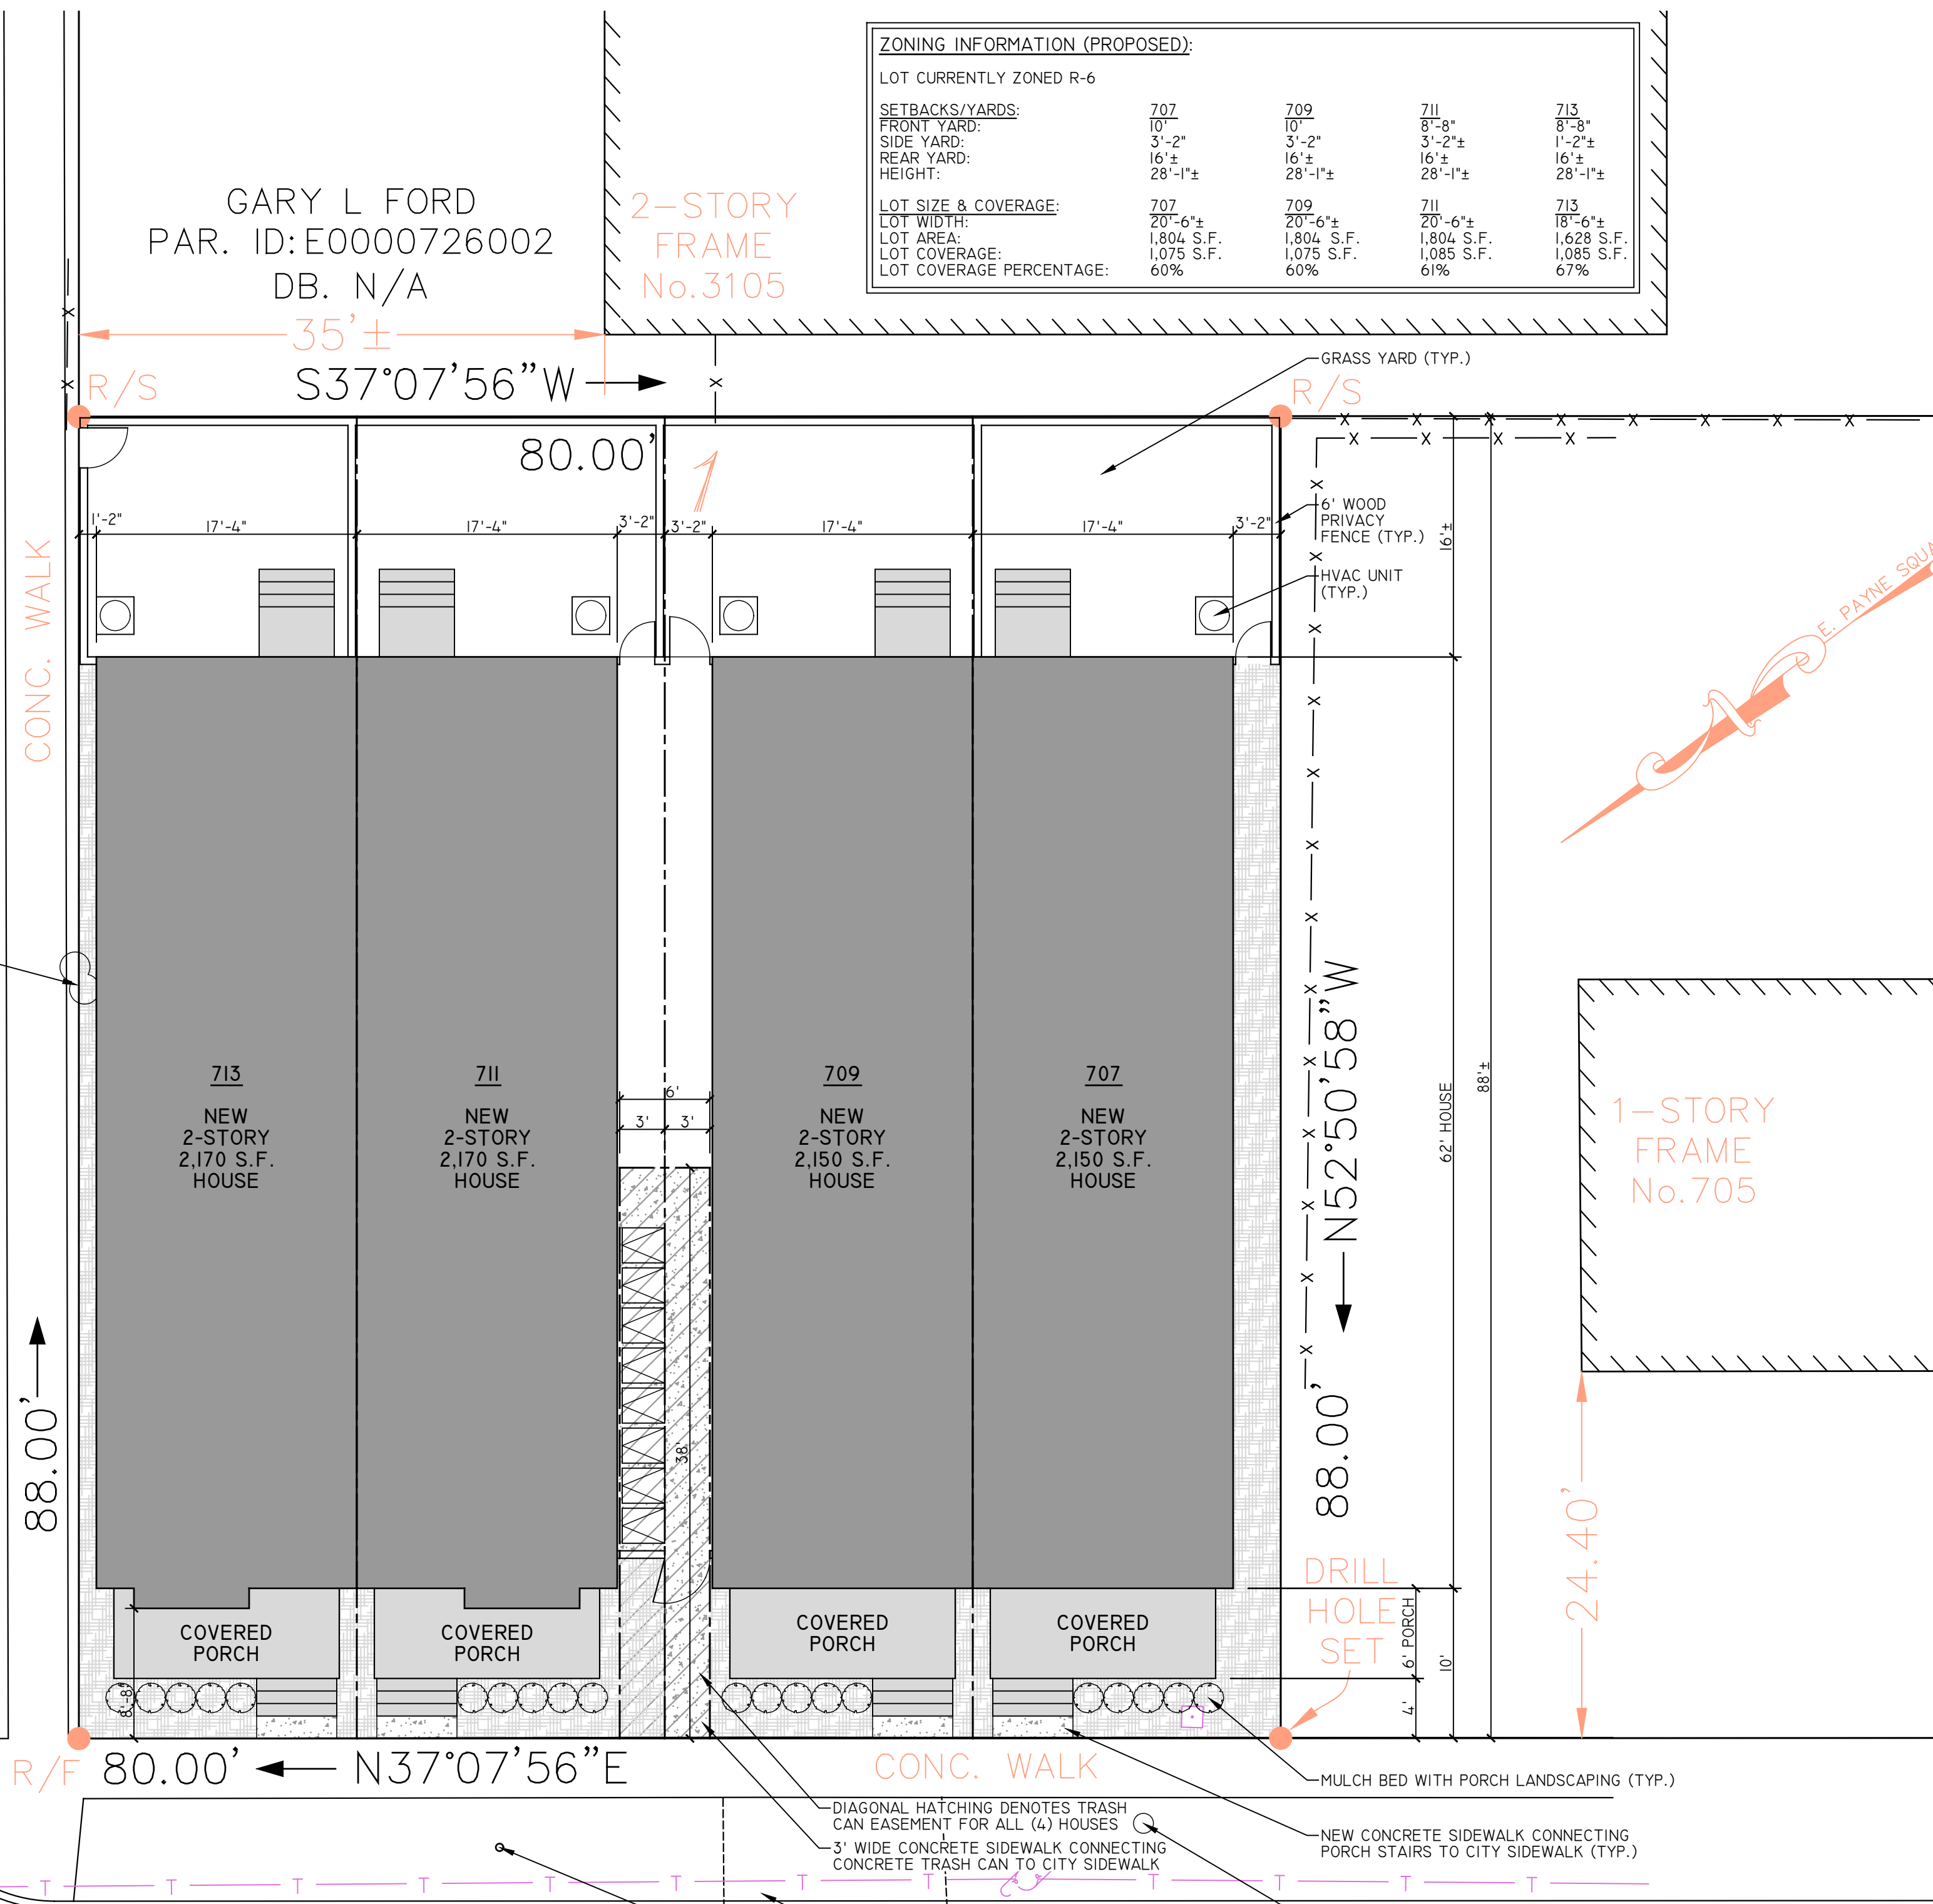 ZONING INFORMATION (PROPOSED):
LOT CURRENTLY ZONED R-6
SETBACKS/YARDS: 707 709 711 713
FRONT YARD: 10' 10' 8'-8" 8'-8"
SIDE YARD: 3'-2" 3'-2" 3'-2"± 1'-2"±
REAR YARD: 16'± 16'± 16'± 16'±
HEIGHT: 28'-1"± 28'-1"± 28'-1"± 28'-1"±
LOT SIZE & COVERAGE: 707 709 711 713
LOT WIDTH: 20'-6"± 20'-6"± 20'-6"± 18'-6"±
LOT AREA: 1,804 S.F. 1,804 S.F. 1,804 S.F. 1,628 S.F.
LOT COVERAGE: 1,075 S.F. 1,075 S.F. 1,085 S.F. 1,085 S.F.
LOT COVERAGE PERCENTAGE: 60% 60% 61% 67%
GARY L FORD
PAR. ID: E0000726002
DB. N/A
35'±
2-STORY
FRAME
No.3105
S37°07'56"W
R/S
R/S
GRASS YARD (TYP.)
80.00'
1
1'-2" 17'-4" 17'-4" 3'-2" 3'-2" 17'-4" 17'-4" 3'-2"
6' WOOD
PRIVACY
FENCE (TYP.)
16'±
HVAC UNIT
(TYP.)
CONC. WALK
E. PAYNE
713
NEW
2-STORY
2,170 S.F.
HOUSE
711
NEW
2-STORY
2,170 S.F.
HOUSE
6'
3' 3'
38'
709
NEW
2-STORY
2,150 S.F.
HOUSE
707
NEW
2-STORY
2,150 S.F.
HOUSE
N52°50'58"W
88.00'
62' HOUSE
88'±
1-STORY
FRAME
No.705
24.40'
88.00'
COVERED
PORCH
COVERED
PORCH
COVERED
PORCH
COVERED
PORCH
8'-8"
DRILL
HOLE
SET
6' PORCH
10'
4'
R/F
80.00'
N37°07'56"E
CONC. WALK
MULCH BED WITH PORCH LANDSCAPING (TYP.)
DIAGONAL HATCHING DENOTES TRASH
CAN EASEMENT FOR ALL (4) HOUSES
3' WIDE CONCRETE SIDEWALK CONNECTING
CONCRETE TRASH CAN TO CITY SIDEWALK
NEW CONCRETE SIDEWALK CONNECTING
PORCH STAIRS TO CITY SIDEWALK (TYP.)
T T T T T T T T T T T T